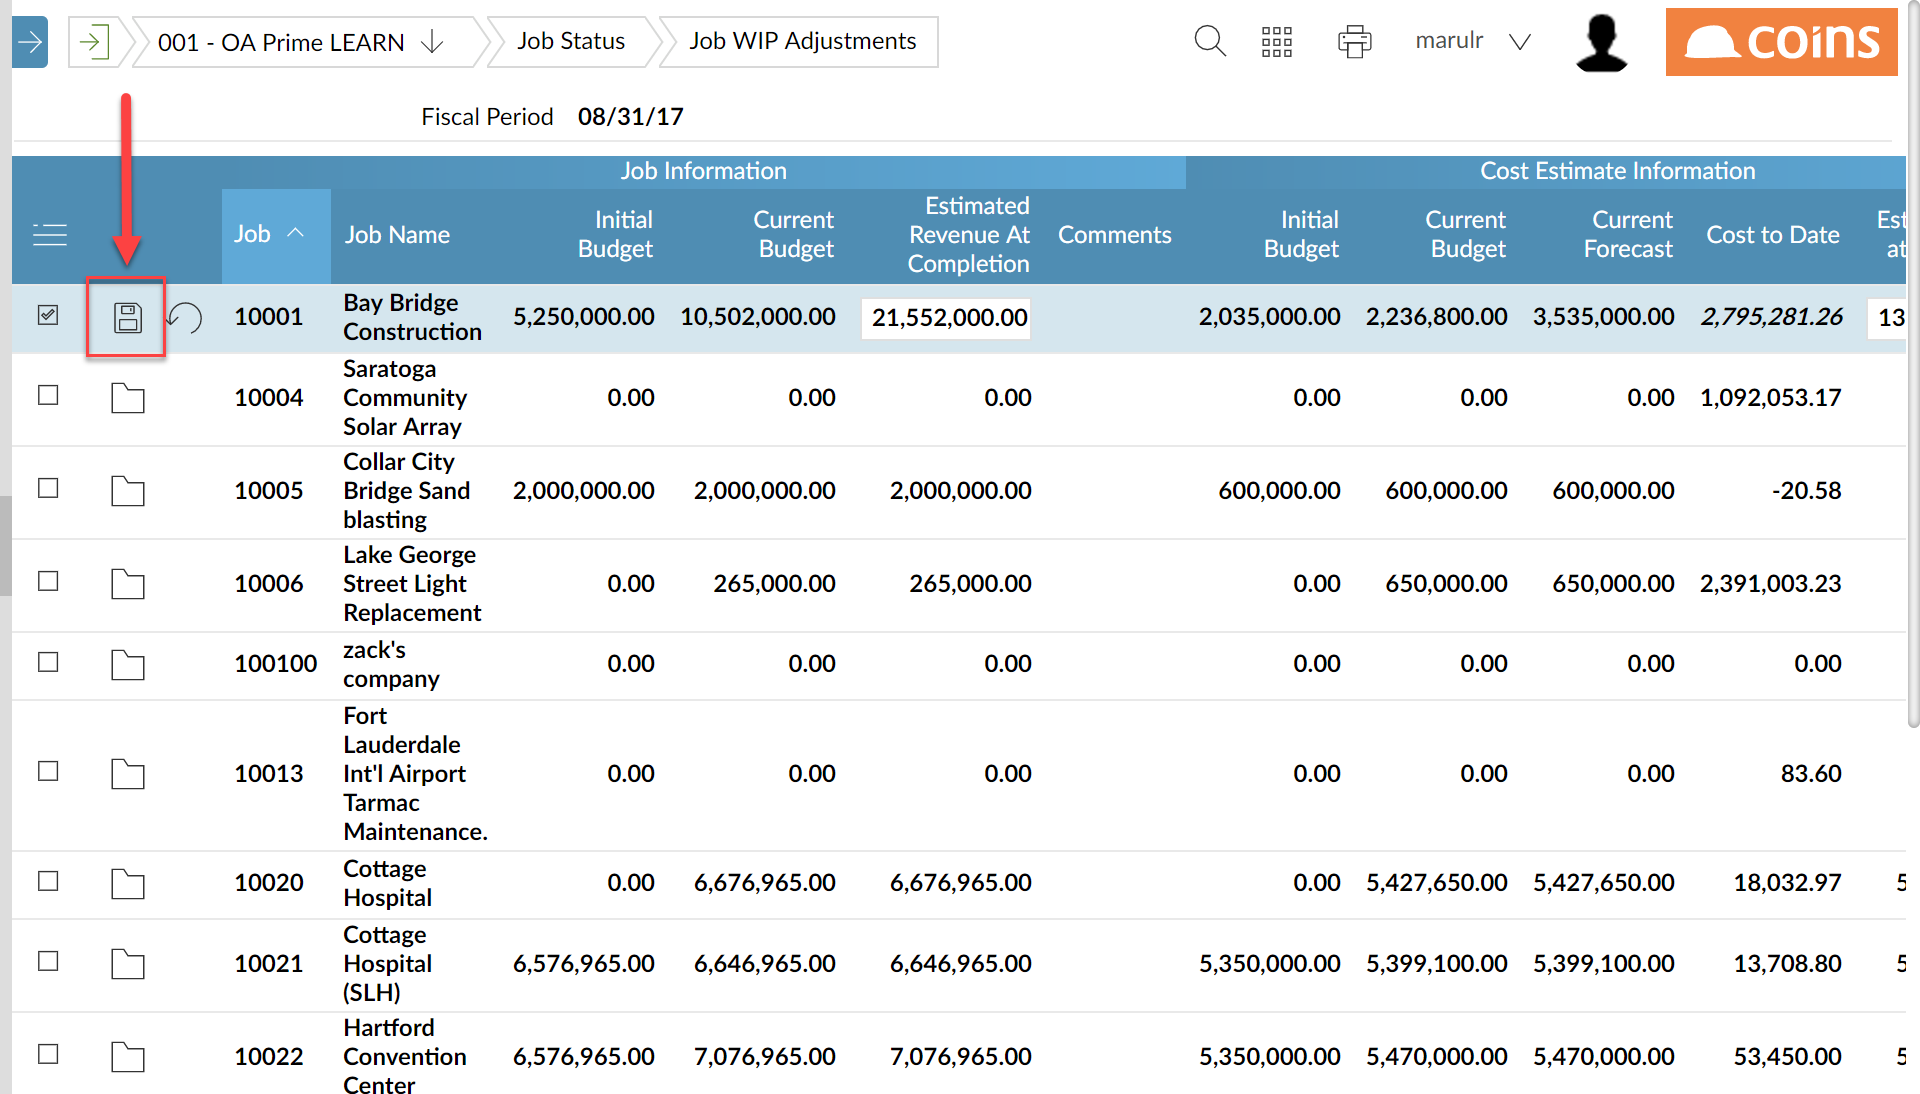 001 - OA Prime LEARN
Job Status
Job WIP Adjustments
marulr
coins
Fiscal Period 08/31/17
Job Information
Cost Estimate Information
Job
Job Name
Initial
Budget
Current
Budget
Estimated
Revenue At
Completion
Comments
Initial
Budget
Current
Budget
Current
Forecast
Cost to Date
Est
at
10001
Bay Bridge
Construction
5,250,000.00 10,502,000.00 21,552,000.00 2,035,000.00 2,236,800.00 3,535,000.00 2,795,281.26 13
10004
Saratoga
Community
Solar Array
0.00 0.00 0.00 0.00 0.00 0.00 1,092,053.17
10005
Collar City
Bridge Sand
blasting
2,000,000.00 2,000,000.00 2,000,000.00 600,000.00 600,000.00 600,000.00 -20.58
10006
Lake George
Street Light
Replacement
0.00 265,000.00 265,000.00 0.00 650,000.00 650,000.00 2,391,003.23
100100
zack's
company
0.00 0.00 0.00 0.00 0.00 0.00 0.00
10013
Fort
Lauderdale
Int'l Airport
Tarmac
Maintenance.
0.00 0.00 0.00 0.00 0.00 0.00 83.60
10020
Cottage
Hospital
0.00 6,676,965.00 6,676,965.00 0.00 5,427,650.00 5,427,650.00 18,032.97 5
10021
Cottage
Hospital
(SLH)
6,576,965.00 6,646,965.00 6,646,965.00 5,350,000.00 5,399,100.00 5,399,100.00 13,708.80 5
10022
Hartford
Convention
Center
6,576,965.00 7,076,965.00 7,076,965.00 5,350,000.00 5,470,000.00 5,470,000.00 53,450.00 5